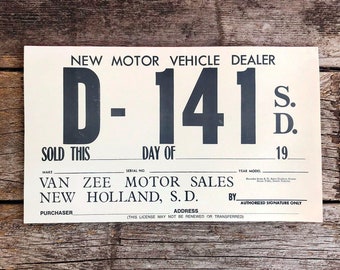 NEW MOTOR VEHICLE DEALER
D-141 S.D.
SOLD THIS DAY OF 19
MAKE SERIAL NO. YEAR MODEL
VAN ZEE MOTOR SALES
NEW HOLLAND, S.D. BY
AUTHORIZED SIGNATURE ONLY
PURCHASER ADDRESS
(THIS LICENSE MAY NOT BE RENEWED OR TRANSFERRED)